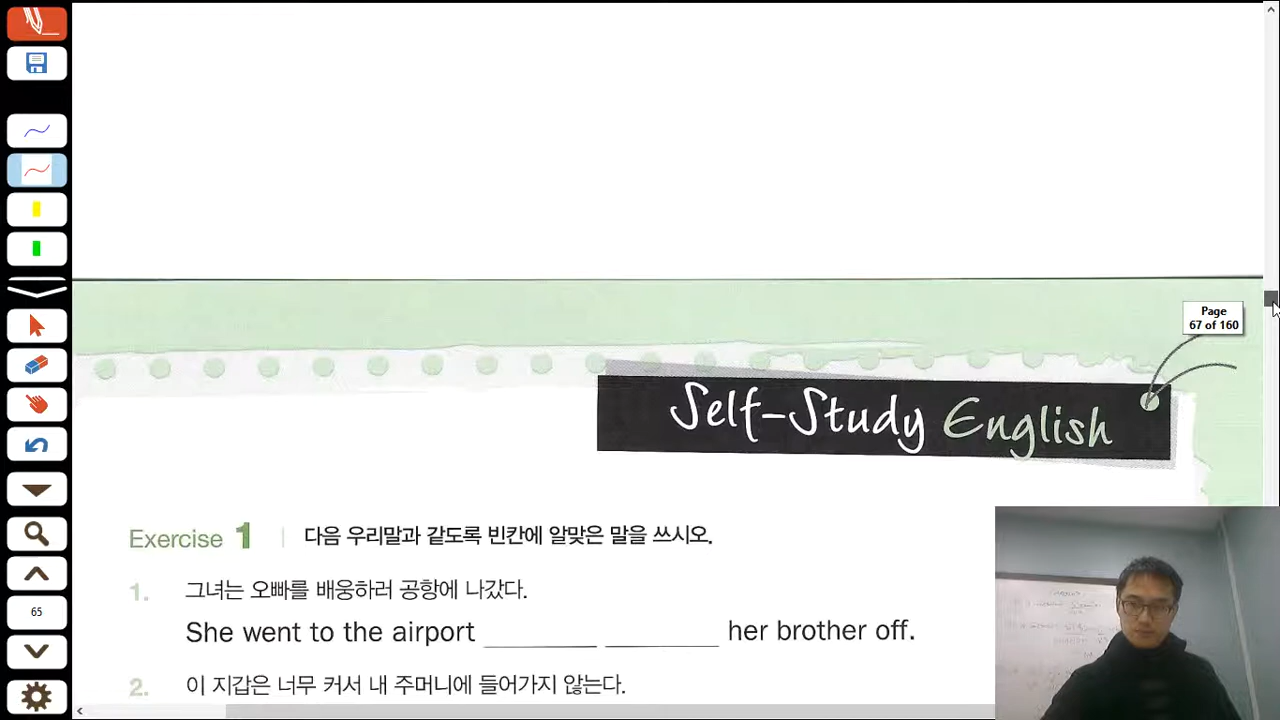 Page
67 of 160
Self-Study English
Exercise 1 다음 우리말과 같도록 빈칸에 알맞은 말을 쓰시오.
1. 그녀는 오빠를 배웅하러 공항에 나갔다.
She went to the airport ________ ________ her brother off.
2. 이 지갑은 너무 커서 내 주머니에 들어가지 않는다.
65